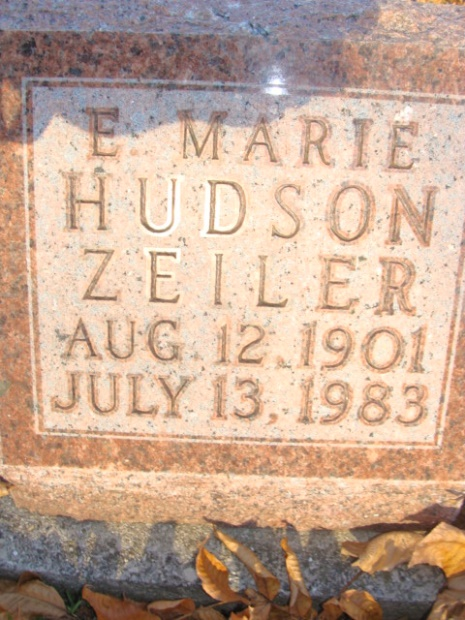 E. MARIE
HUDSON
ZEILER
AUG 12, 1901
JULY 13, 1983